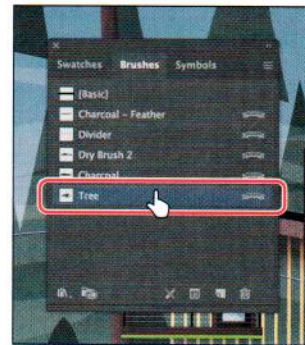 Swatches Brushes Symbols
[Basic]
Charcoal - Feather
Divider
Dry Brush 2
Charcoal
Tree